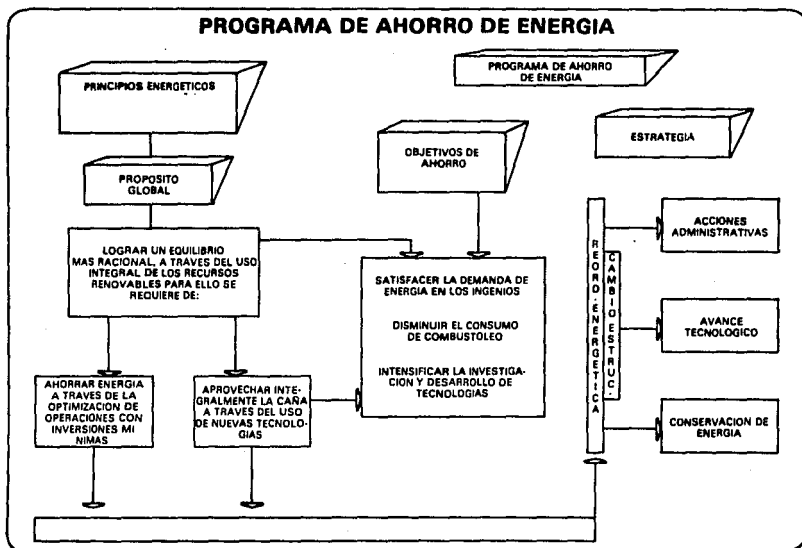 PROGRAMA DE AHORRO DE ENERGIA
PRINCIPIOS ENERGETICOS
PROGRAMA DE AHORRO
DE ENERGIA
OBJETIVOS DE
AHORRO
ESTRATEGIA
PROPOSITO
GLOBAL
LOGRAR UN EQUILIBRIO
MAS RACIONAL, A TRAVES DEL USO
INTEGRAL DE LOS RECURSOS
RENOVABLES PARA ELLO SE
REQUIERE DE:
AHORRAR ENERGIA
A TRAVES DE LA
OPTIMIZACION DE
OPERACIONES CON
INVERSIONES MI
NIMAS
APROVECHAR INTE-
GRALMENTE LA CAÑA
A TRAVES DEL USO
DE NUEVAS TECNOLO-
GIAS
SATISFACER LA DEMANDA DE
ENERGIA EN LOS INGENIOS
DISMINUIR EL CONSUMO
DE COMBUSTOLEO
INTENSIFICAR LA INVESTIGA-
CION Y DESARROLLO DE
TECNOLOGIAS
REORD. ENERGETICA
CAMBIO ESTRUC.
ACCIONES
ADMINISTRATIVAS
AVANCE
TECNOLOGICO
CONSERVACION DE
ENERGIA